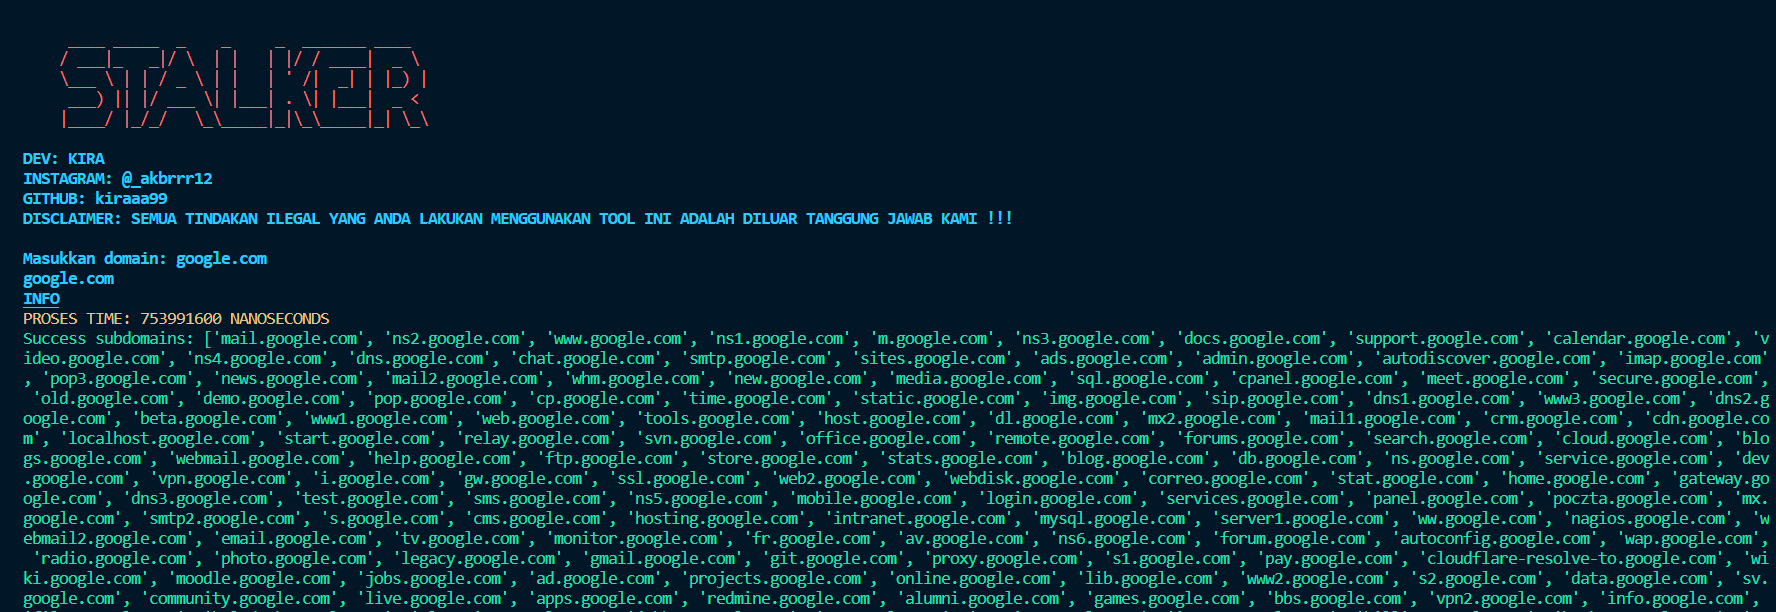 STALKER
DEV: KIRA
INSTAGRAM: @_akbrrr12
GITHUB: kiraaa99
DISCLAIMER: SEMUA TINDAKAN ILEGAL YANG ANDA LAKUKAN MENGGUNAKAN TOOL INI ADALAH DILUAR TANGGUNG JAWAB KAMI !!!
Masukkan domain: google.com
google.com
INFO
PROSES TIME: 753991600 NANOSECONDS
Success subdomains: ['mail.google.com', 'ns2.google.com', 'www.google.com', 'ns1.google.com', 'm.google.com', 'ns3.google.com', 'docs.google.com', 'support.google.com', 'calendar.google.com', 'v
ideo.google.com', 'ns4.google.com', 'dns.google.com', 'chat.google.com', 'smtp.google.com', 'sites.google.com', 'ads.google.com', 'admin.google.com', 'autodiscover.google.com', 'imap.google.com'
, 'pop3.google.com', 'news.google.com', 'mail2.google.com', 'whm.google.com', 'new.google.com', 'media.google.com', 'sql.google.com', 'cpanel.google.com', 'meet.google.com', 'secure.google.com',
'old.google.com', 'demo.google.com', 'pop.google.com', 'cp.google.com', 'time.google.com', 'static.google.com', 'img.google.com', 'sip.google.com', 'dns1.google.com', 'www3.google.com', 'dns2.g
oogle.com', 'beta.google.com', 'www1.google.com', 'web.google.com', 'tools.google.com', 'host.google.com', 'dl.google.com', 'mx2.google.com', 'mail1.google.com', 'crm.google.com', 'cdn.google.co
m', 'localhost.google.com', 'start.google.com', 'relay.google.com', 'svn.google.com', 'office.google.com', 'remote.google.com', 'forums.google.com', 'search.google.com', 'cloud.google.com', 'blo
gs.google.com', 'webmail.google.com', 'help.google.com', 'ftp.google.com', 'store.google.com', 'stats.google.com', 'blog.google.com', 'db.google.com', 'ns.google.com', 'service.google.com', 'dev
.google.com', 'vpn.google.com', 'i.google.com', 'gw.google.com', 'ssl.google.com', 'web2.google.com', 'webdisk.google.com', 'correo.google.com', 'stat.google.com', 'home.google.com', 'gateway.go
ogle.com', 'dns3.google.com', 'test.google.com', 'sms.google.com', 'ns5.google.com', 'mobile.google.com', 'login.google.com', 'services.google.com', 'panel.google.com', 'poczta.google.com', 'mx.
google.com', 'smtp2.google.com', 's.google.com', 'cms.google.com', 'hosting.google.com', 'intranet.google.com', 'mysql.google.com', 'server1.google.com', 'ww.google.com', 'nagios.google.com', 'w
ebmail2.google.com', 'email.google.com', 'tv.google.com', 'monitor.google.com', 'fr.google.com', 'av.google.com', 'ns6.google.com', 'forum.google.com', 'autoconfig.google.com', 'wap.google.com',
'radio.google.com', 'photo.google.com', 'legacy.google.com', 'gmail.google.com', 'git.google.com', 'proxy.google.com', 's1.google.com', 'pay.google.com', 'cloudflare-resolve-to.google.com', 'wi
ki.google.com', 'moodle.google.com', 'jobs.google.com', 'ad.google.com', 'projects.google.com', 'online.google.com', 'lib.google.com', 'www2.google.com', 's2.google.com', 'data.google.com', 'sv.
google.com', 'community.google.com', 'live.google.com', 'apps.google.com', 'redmine.google.com', 'alumni.google.com', 'games.google.com', 'bbs.google.com', 'vpn2.google.com', 'info.google.com',